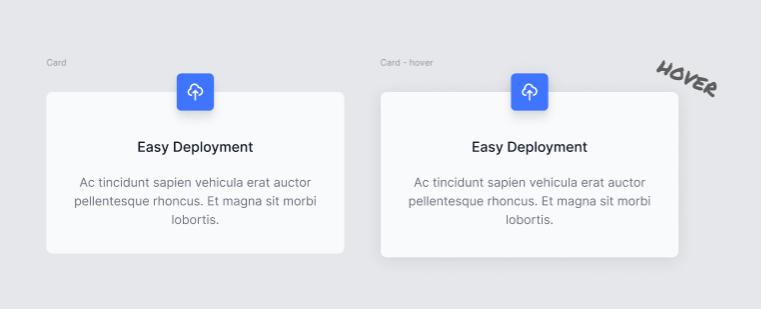 Card
Card - hover
HOVER
Easy Deployment
Ac tincidunt sapien vehicula erat auctor
pellentesque rhoncus. Et magna sit morbi
lobortis.
Easy Deployment
Ac tincidunt sapien vehicula erat auctor
pellentesque rhoncus. Et magna sit morbi
lobortis.